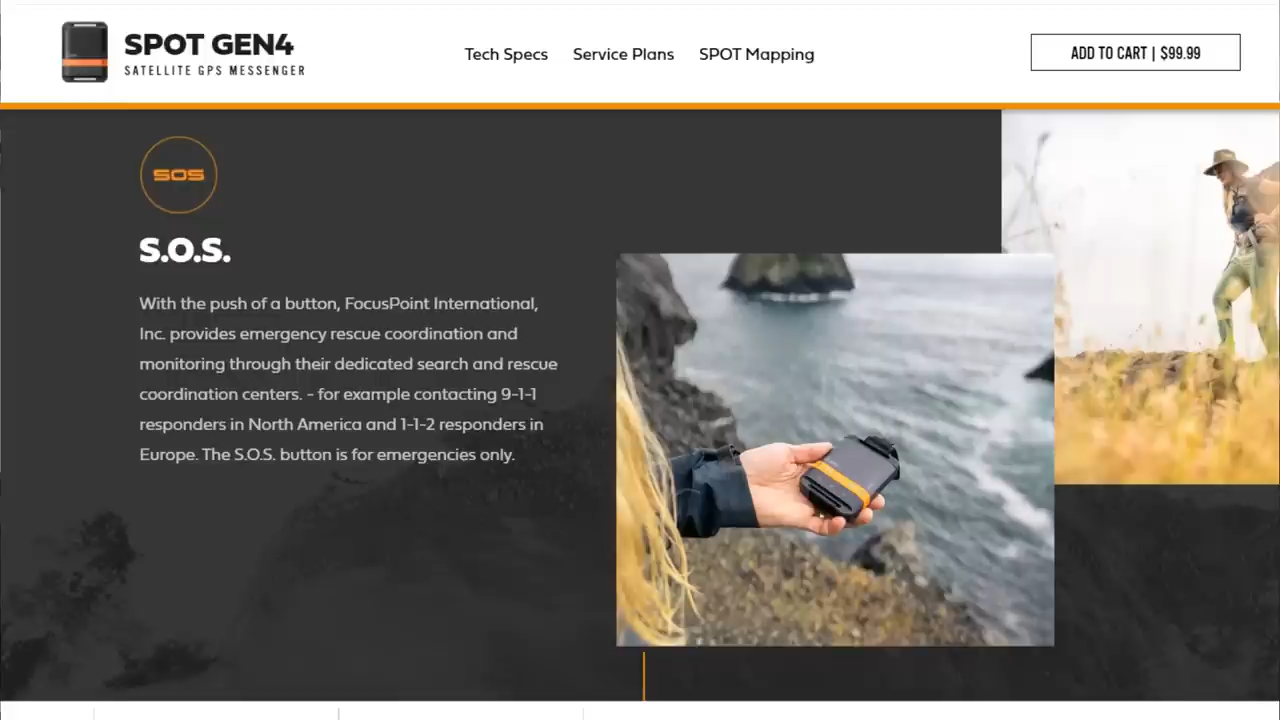 SPOT GEN4
SATELLITE GPS MESSENGER
Tech Specs
Service Plans
SPOT Mapping
ADD TO CART | $99.99
SOS
S.O.S.
With the push of a button, FocusPoint International,
Inc. provides emergency rescue coordination and
monitoring through their dedicated search and rescue
coordination centers. - for example contacting 9-1-1
responders in North America and 1-1-2 responders in
Europe. The S.O.S. button is for emergencies only.